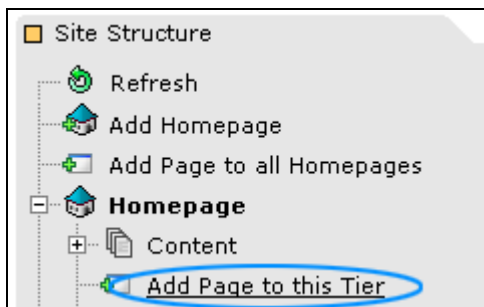 Site Structure
Refresh
Add Homepage
Add Page to all Homepages
Homepage
Content
Add Page to this Tier